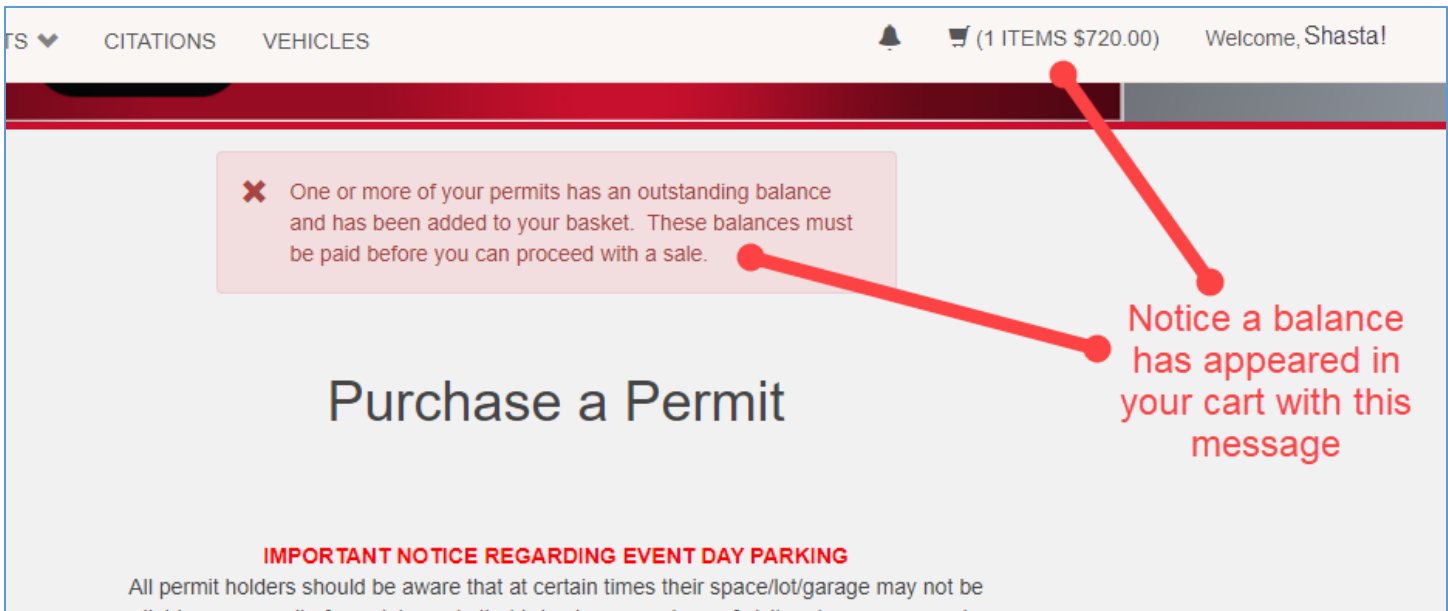 TS CITATIONS VEHICLES (1 ITEMS $720.00) Welcome, Shasta!
One or more of your permits has an outstanding balance
and has been added to your basket. These balances must
be paid before you can proceed with a sale.
Notice a balance
has appeared in
your cart with this
message
Purchase a Permit
IMPORTANT NOTICE REGARDING EVENT DAY PARKING
All permit holders should be aware that at certain times their space/lot/garage may not be